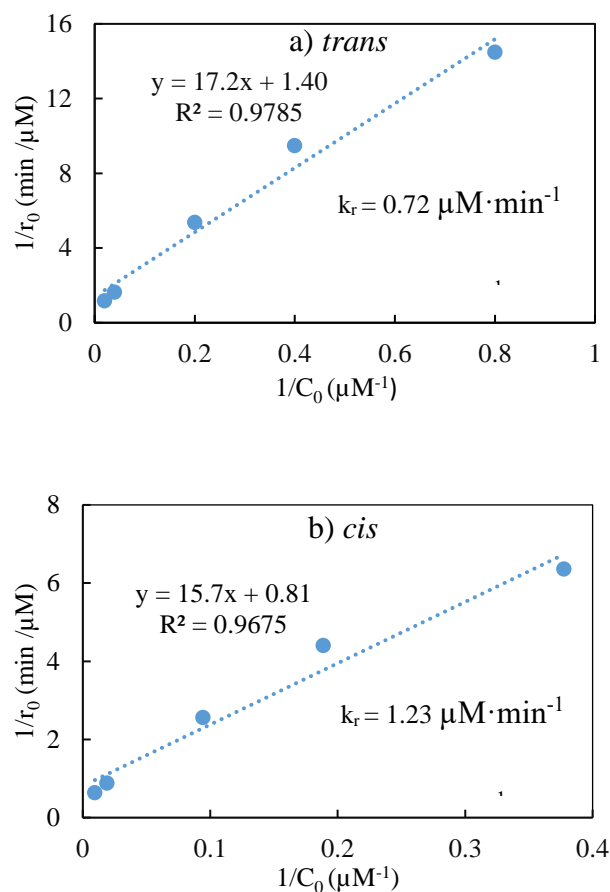 a) trans
y = 17.2x + 1.40
R² = 0.9785
kᵣ = 0.72 µM·min⁻¹
1/r₀ (min /µM)
16
12
8
4
0
0 0.2 0.4 0.6 0.8 1
1/C₀ (µM⁻¹)
b) cis
y = 15.7x + 0.81
R² = 0.9675
kᵣ = 1.23 µM·min⁻¹
1/r₀ (min /µM)
8
6
4
2
0
0 0.1 0.2 0.3 0.4
1/C₀ (µM⁻¹)